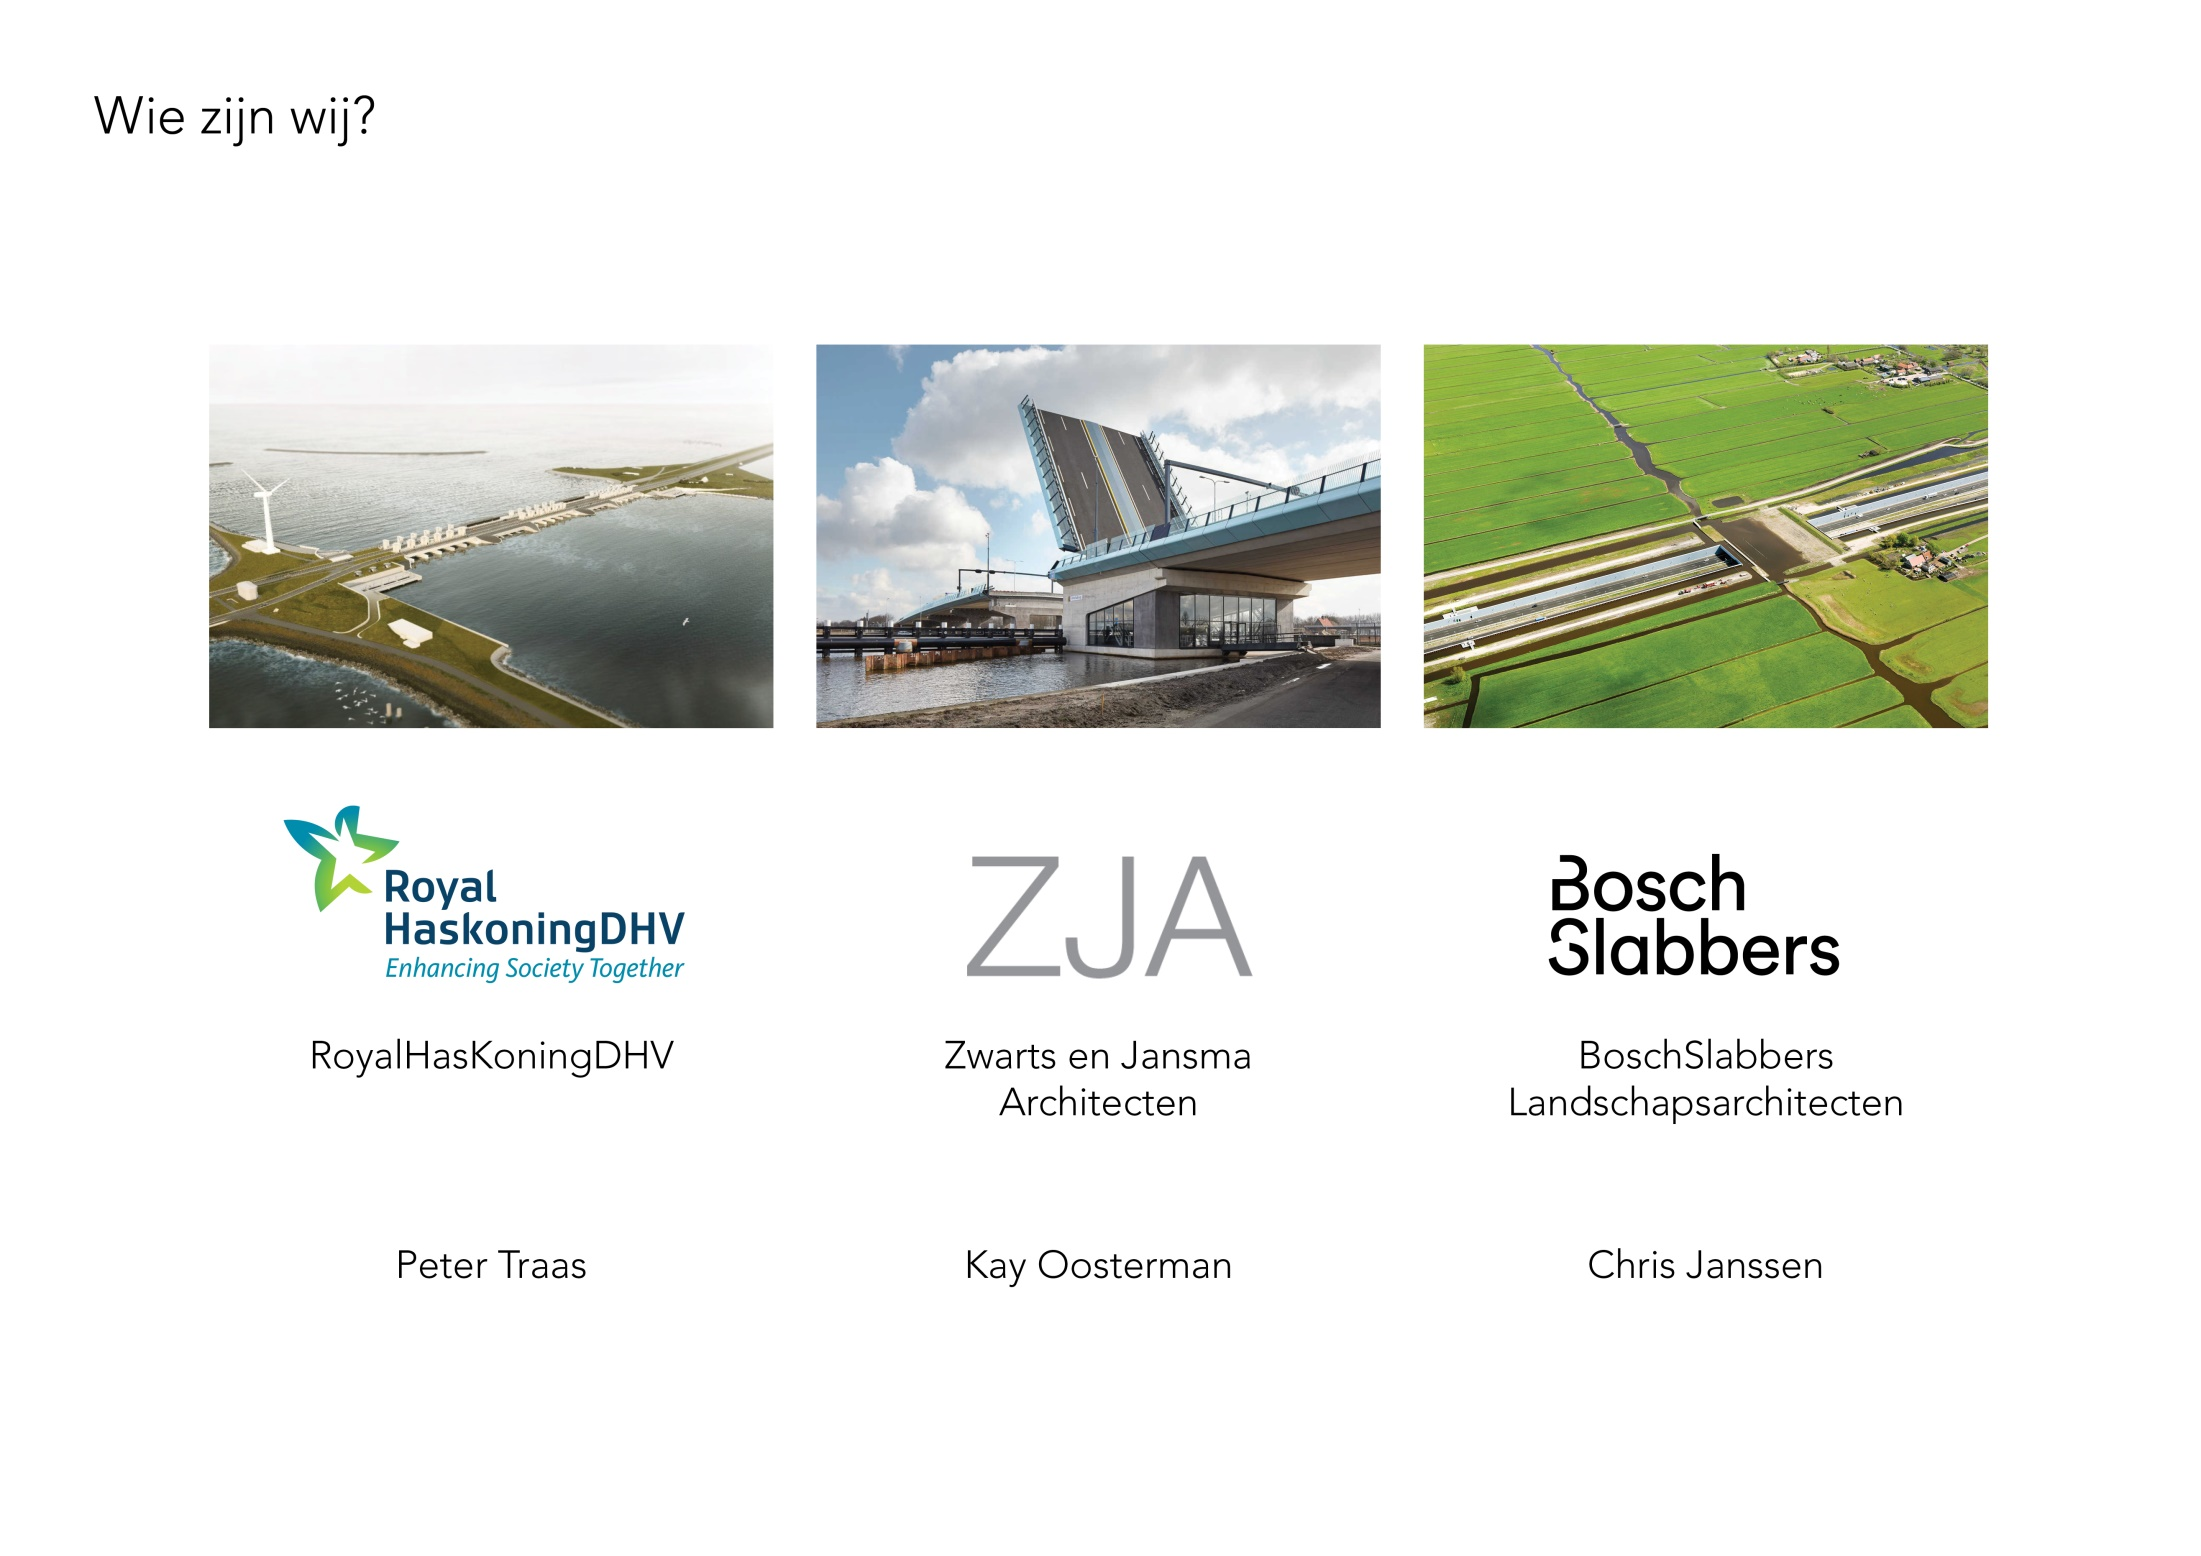 Wie zijn wij?
Royal
HaskoningDHV
Enhancing Society Together
ZJA
Bosch
Slabbers
RoyalHasKoningDHV
Zwarts en Jansma
Architecten
BoschSlabbers
Landschapsarchitecten
Peter Traas
Kay Oosterman
Chris Janssen